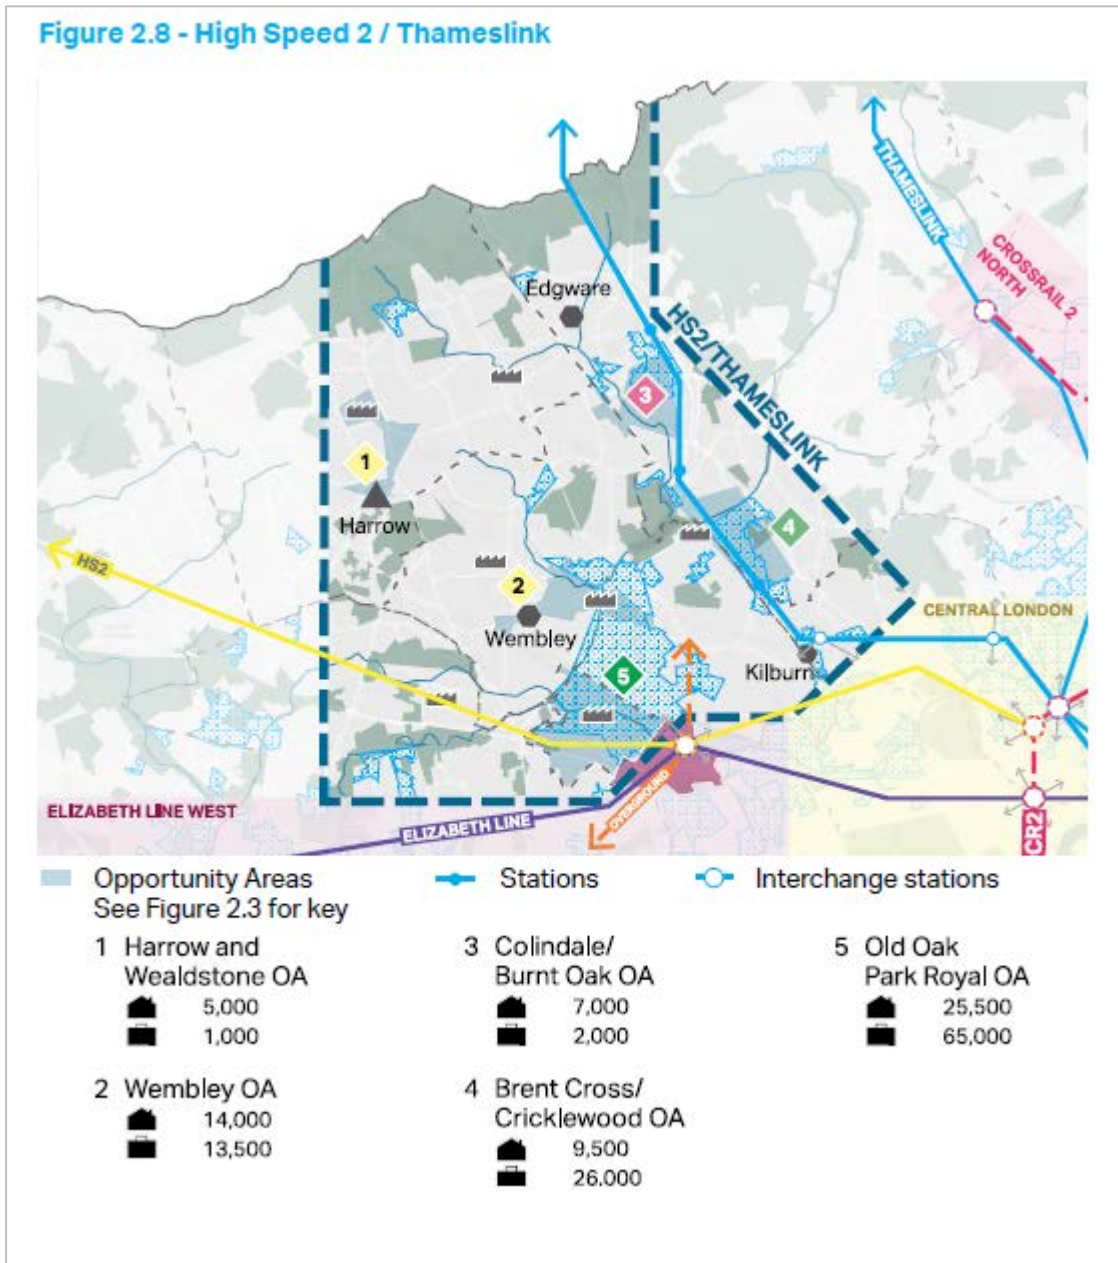 Figure 2.8 - High Speed 2 / Thameslink
THAMESLINK
CROSSRAIL 2
NORTH
Edgware
HS2/THAMESLINK
3
1
Harrow
4
HS2
2
Wembley
CENTRAL LONDON
Kilburn
5
ELIZABETH LINE WEST
ELIZABETH LINE
OVERGROUND
CR2
Opportunity Areas
See Figure 2.3 for key
Stations
Interchange stations
1 Harrow and
Wealdstone OA
5,000
1,000
2 Wembley OA
14,000
13,500
3 Colindale/
Burnt Oak OA
7,000
2,000
4 Brent Cross/
Cricklewood OA
9,500
26.000
5 Old Oak
Park Royal OA
25,500
65,000